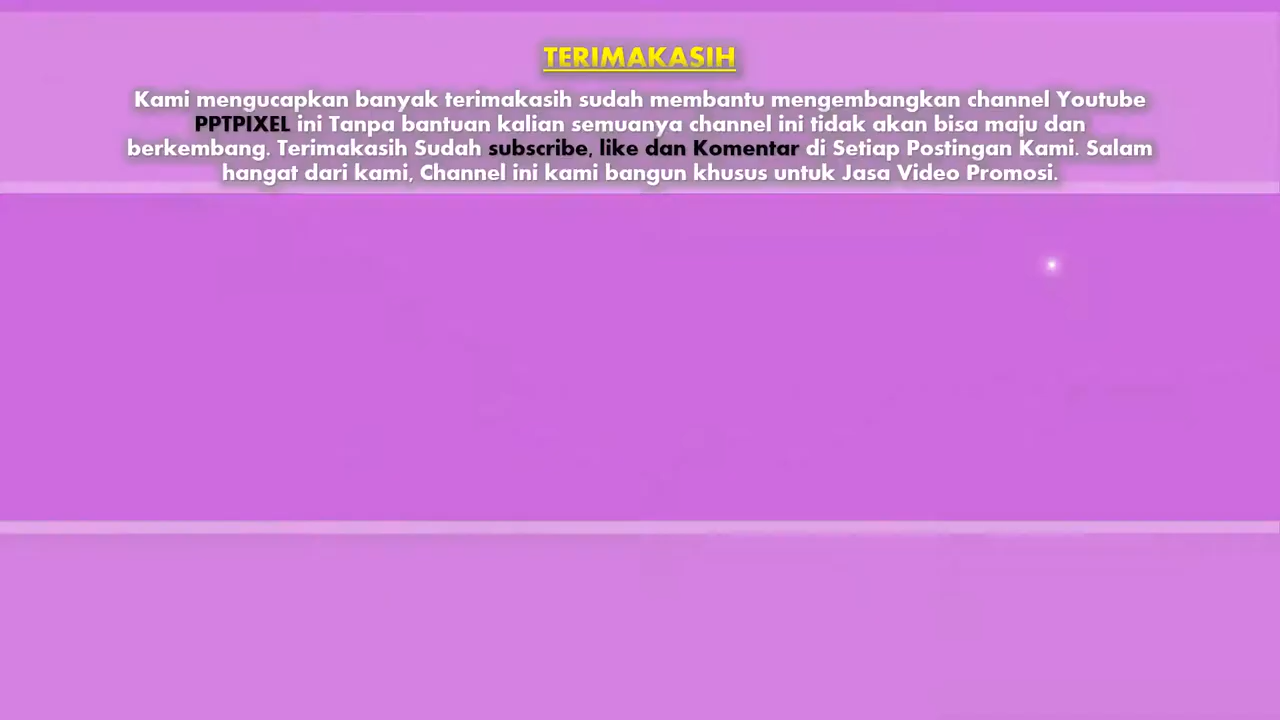 TERIMAKASIH
Kami mengucapkan banyak terimakasih sudah membantu mengembangkan channel Youtube
PPTPIXEL ini Tanpa bantuan kalian semuanya channel ini tidak akan bisa maju dan
berkembang. Terimakasih Sudah subscribe, like dan Komentar di Setiap Postingan Kami. Salam
hangat dari kami, Channel ini kami bangun khusus untuk Jasa Video Promosi.